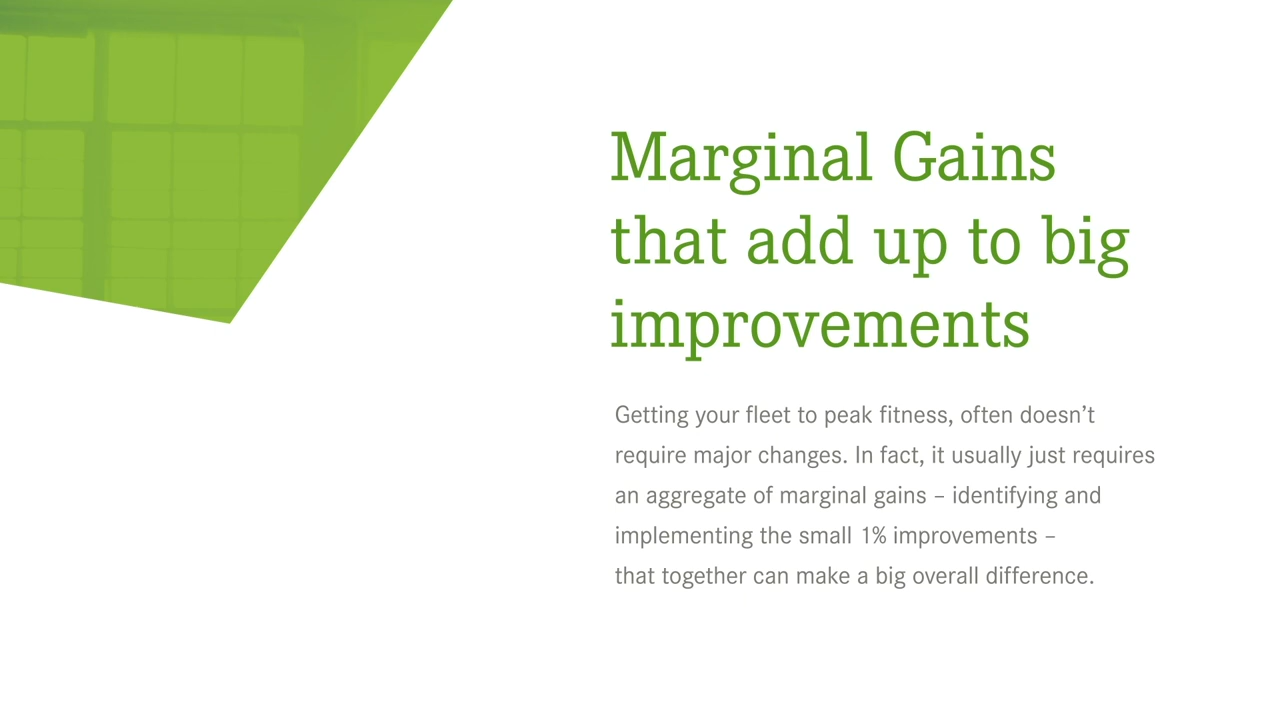 Marginal Gains
that add up to big
improvements
Getting your fleet to peak fitness, often doesn’t
require major changes. In fact, it usually just requires
an aggregate of marginal gains – identifying and
implementing the small 1% improvements –
that together can make a big overall difference.